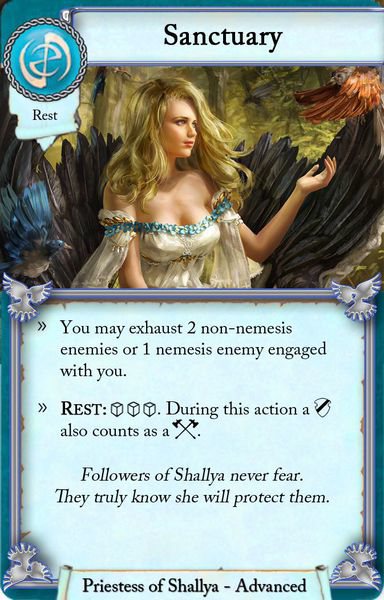 Sanctuary
Rest
» You may exhaust 2 non-nemesis
enemies or 1 nemesis enemy engaged
with you.
» REST: . During this action a
also counts as a .
Followers of Shallya never fear.
They truly know she will protect them.
Priestess of Shallya - Advanced